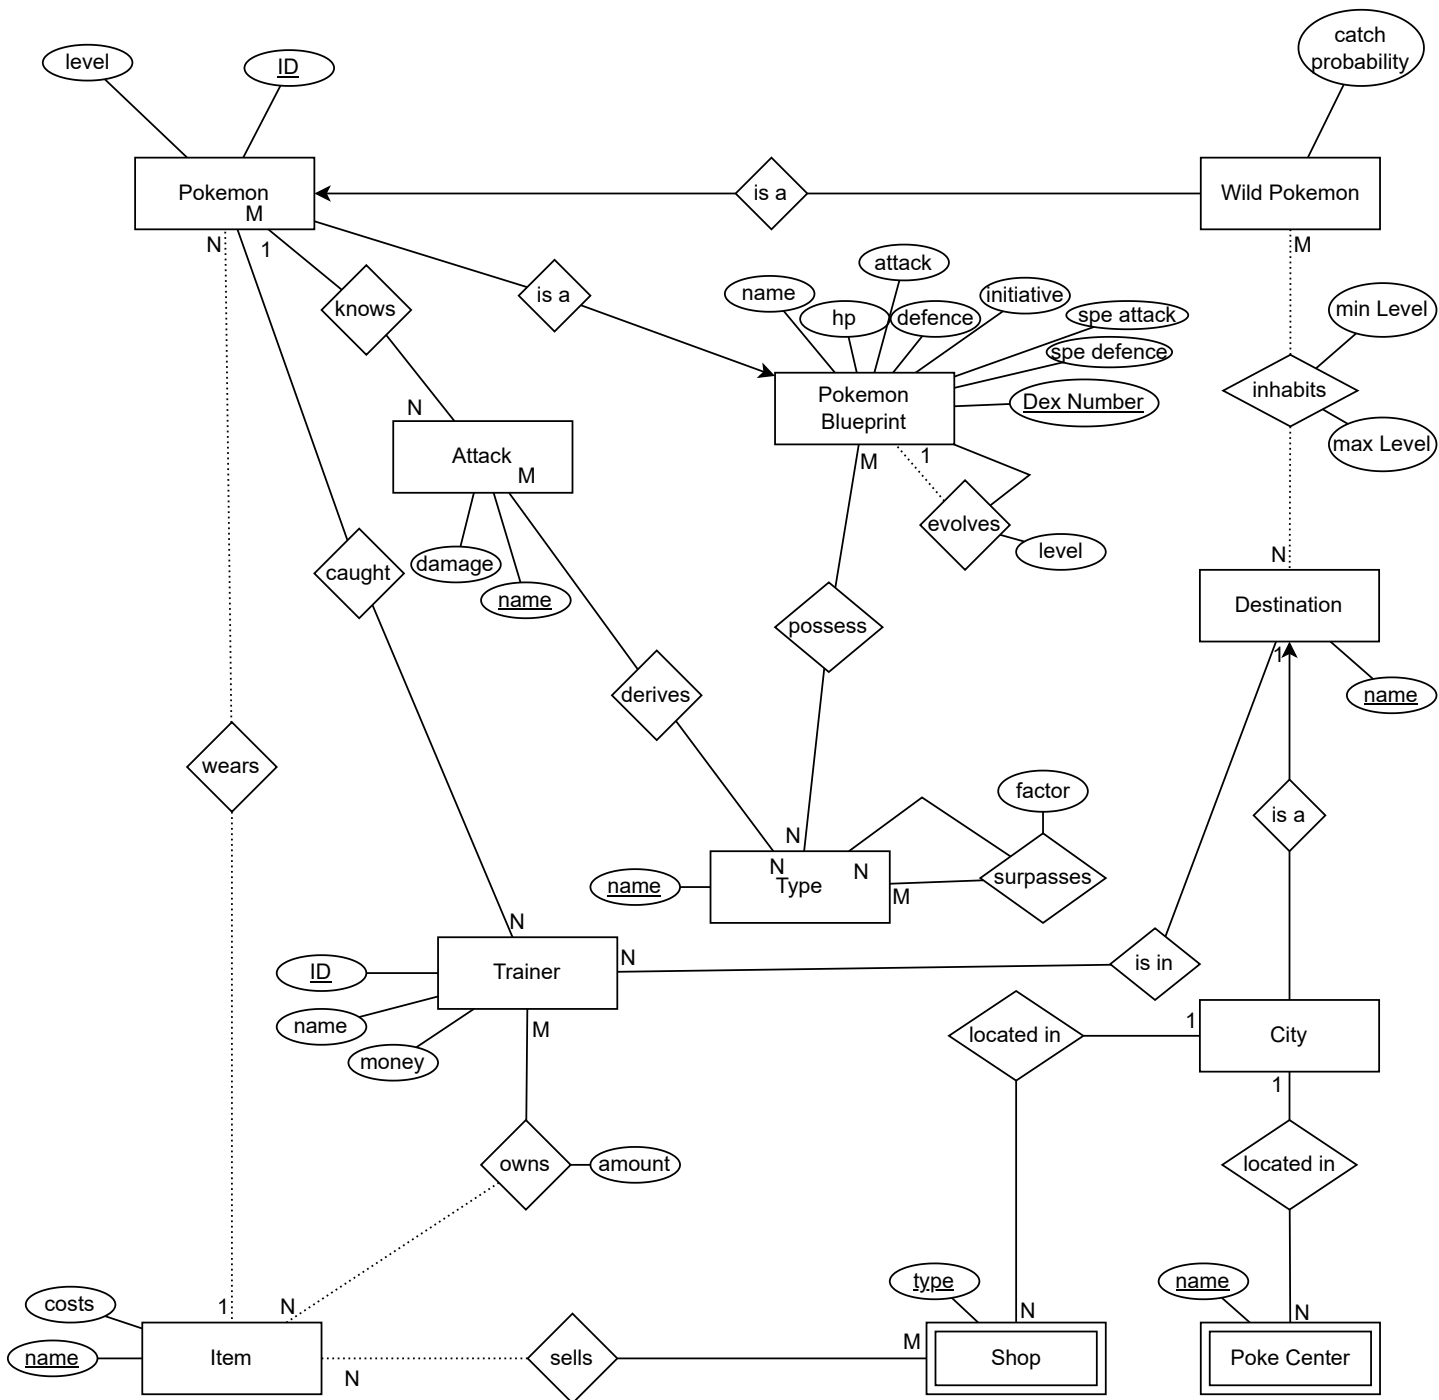 catch
probability
level
ID
Pokemon
M
is a
Wild Pokemon
N
1
M
attack
knows
is a
name
initiative
hp
defence
spe attack
min Level
spe defence
Pokemon
Blueprint
Dex Number
inhabits
N
max Level
Attack
M
M
1
evolves
level
damage
caught
name
N
Destination
possess
1
derives
name
wears
factor
is a
N
N
N
Type
surpasses
name
M
N
N
Trainer
is in
ID
name
M
money
located in
1
City
1
owns
amount
located in
costs
1
N
type
name
N
N
name
Item
N
sells
M
Shop
Poke Center